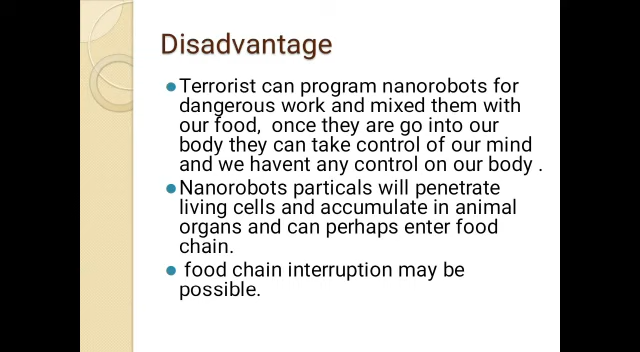 Disadvantage
Terrorist can program nanorobots for
dangerous work and mixed them with
our food,  once they are go into our
body they can take control of our mind
and we havent any control on our body .
Nanorobots particals will penetrate
living cells and accumulate in animal
organs and can perhaps enter food
chain.
food chain interruption may be
possible.